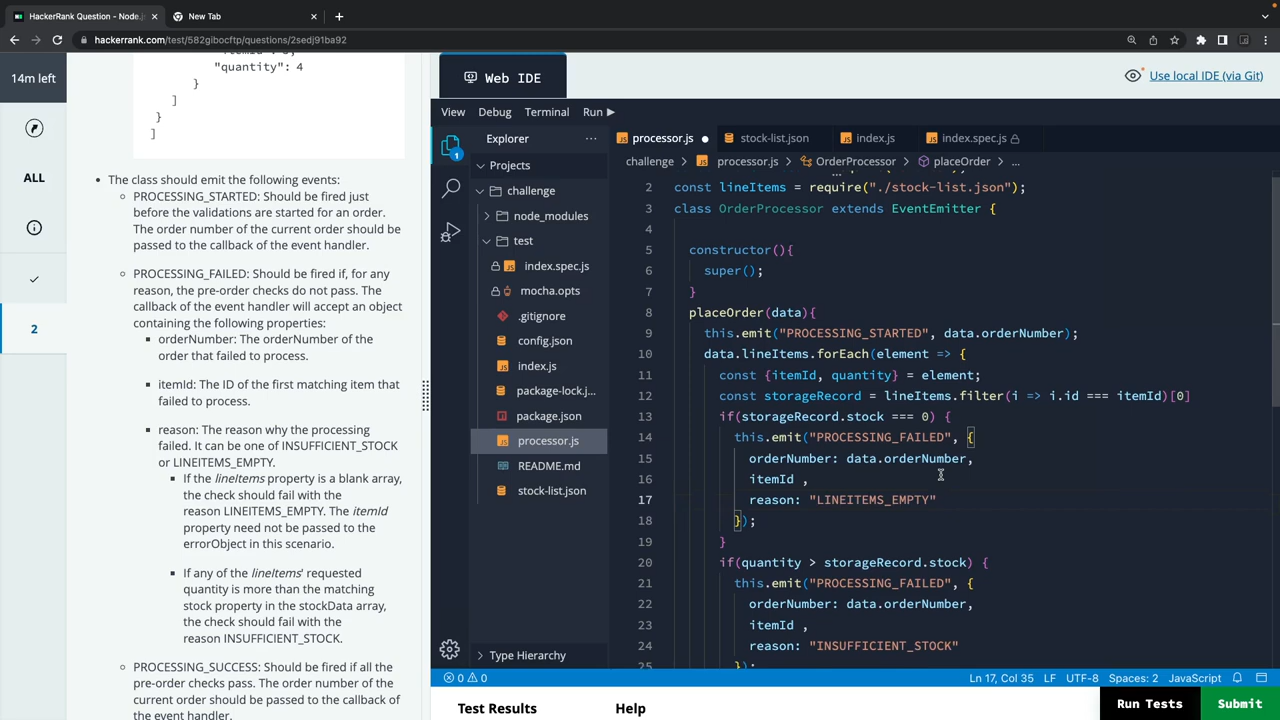 HackerRank Question - Node.j
New Tab
hackerrank.com/test/582gibocftp/questions/2sedj91ba92
14m left
ALL
2
"quantity": 4
}
]
}
]
The class should emit the following events:
PROCESSING_STARTED: Should be fired just
before the validations are started for an order.
The order number of the current order should be
passed to the callback of the event handler.
PROCESSING_FAILED: Should be fired if, for any
reason, the pre-order checks do not pass. The
callback of the event handler will accept an object
containing the following properties:
orderNumber: The orderNumber of the
order that failed to process.
itemId: The ID of the first matching item that
failed to process.
reason: The reason why the processing
failed. It can be one of INSUFFICIENT_STOCK
or LINEITEMS_EMPTY.
If the lineItems property is a blank array,
the check should fail with the
reason LINEITEMS_EMPTY. The itemId
property need not be passed to the
errorObject in this scenario.
If any of the lineItems' requested
quantity is more than the matching
stock property in the stockData array,
the check should fail with the
reason INSUFFICIENT_STOCK.
PROCESSING_SUCCESS: Should be fired if all the
pre-order checks pass. The order number of the
current order should be passed to the callback of
the event handler.
Web IDE
Use local IDE (via Git)
View Debug Terminal Run
Explorer
Projects
challenge
node_modules
test
index.spec.js
mocha.opts
.gitignore
config.json
index.js
package-lock.j...
package.json
processor.js
README.md
stock-list.json
Type Hierarchy
1
processor.js stock-list.json index.js index.spec.js
challenge > processor.js > OrderProcessor > placeOrder > ...
2 const lineItems = require("./stock-list.json");
3 class OrderProcessor extends EventEmitter {
4
5 constructor(){
6 super();
7 }
8 placeOrder(data){
9 this.emit("PROCESSING_STARTED", data.orderNumber);
10 data.lineItems.forEach(element => {
11 const {itemId, quantity} = element;
12 const storageRecord = lineItems.filter(i => i.id === itemId)[0]
13 if(storageRecord.stock === 0) {
14 this.emit("PROCESSING_FAILED", {
15 orderNumber: data.orderNumber,
16 itemId ,
17 reason: "LINEITEMS_EMPTY"
18 });
19 }
20 if(quantity > storageRecord.stock) {
21 this.emit("PROCESSING_FAILED", {
22 orderNumber: data.orderNumber,
23 itemId ,
24 reason: "INSUFFICIENT_STOCK"
25 });
0 0 Ln 17, Col 35 LF UTF-8 Spaces: 2 JavaScript
Test Results Help Run Tests Submit